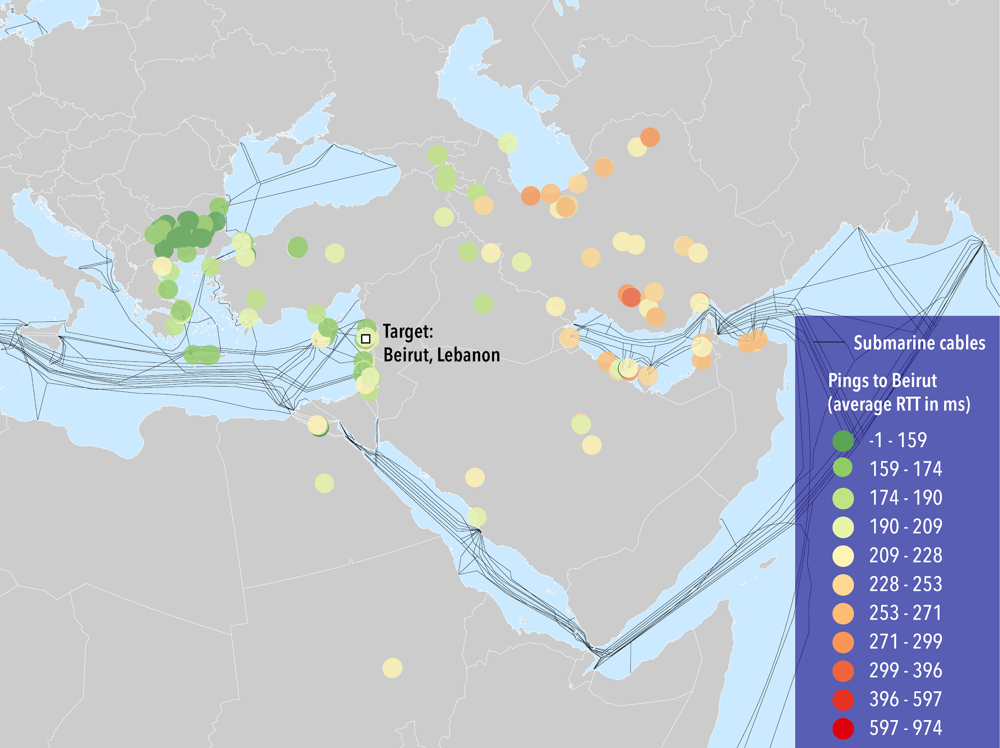 Target:
Beirut, Lebanon
Submarine cables
Pings to Beirut
(average RTT in ms)
-1 - 159
159 - 174
174 - 190
190 - 209
209 - 228
228 - 253
253 - 271
271 - 299
299 - 396
396 - 597
597 - 974